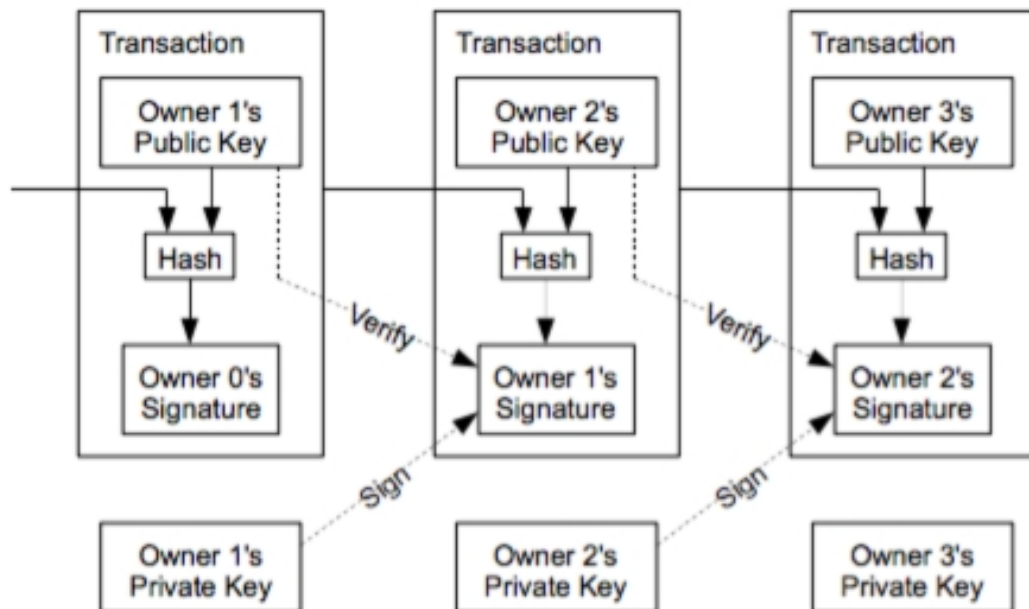 Transaction
Transaction
Transaction
Owner 1's
Public Key
Owner 2's
Public Key
Owner 3's
Public Key
Hash
Hash
Hash
Verify
Verify
Owner 0's
Signature
Owner 1's
Signature
Owner 2's
Signature
Sign
Sign
Owner 1's
Private Key
Owner 2's
Private Key
Owner 3's
Private Key